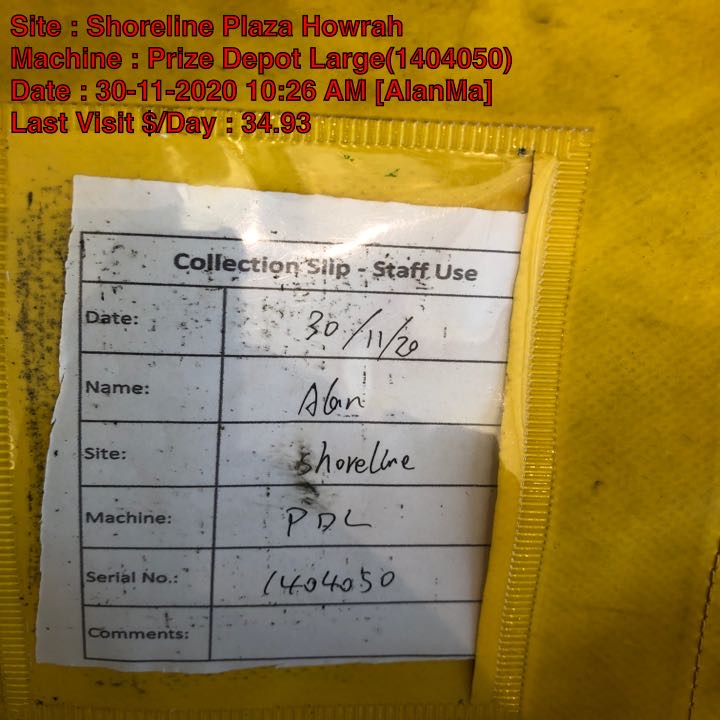 Site : Shoreline Plaza Howrah
Machine : Prize Depot Large(1404050)
Date : 30-11-2020 10:26 AM [AlanMa]
Last Visit $/Day : 34.93
Collection Slip - Staff Use
Date: 30/11/20
Name: Alan
Site: Shoreline
Machine: PDL
Serial No.: 1404050
Comments: